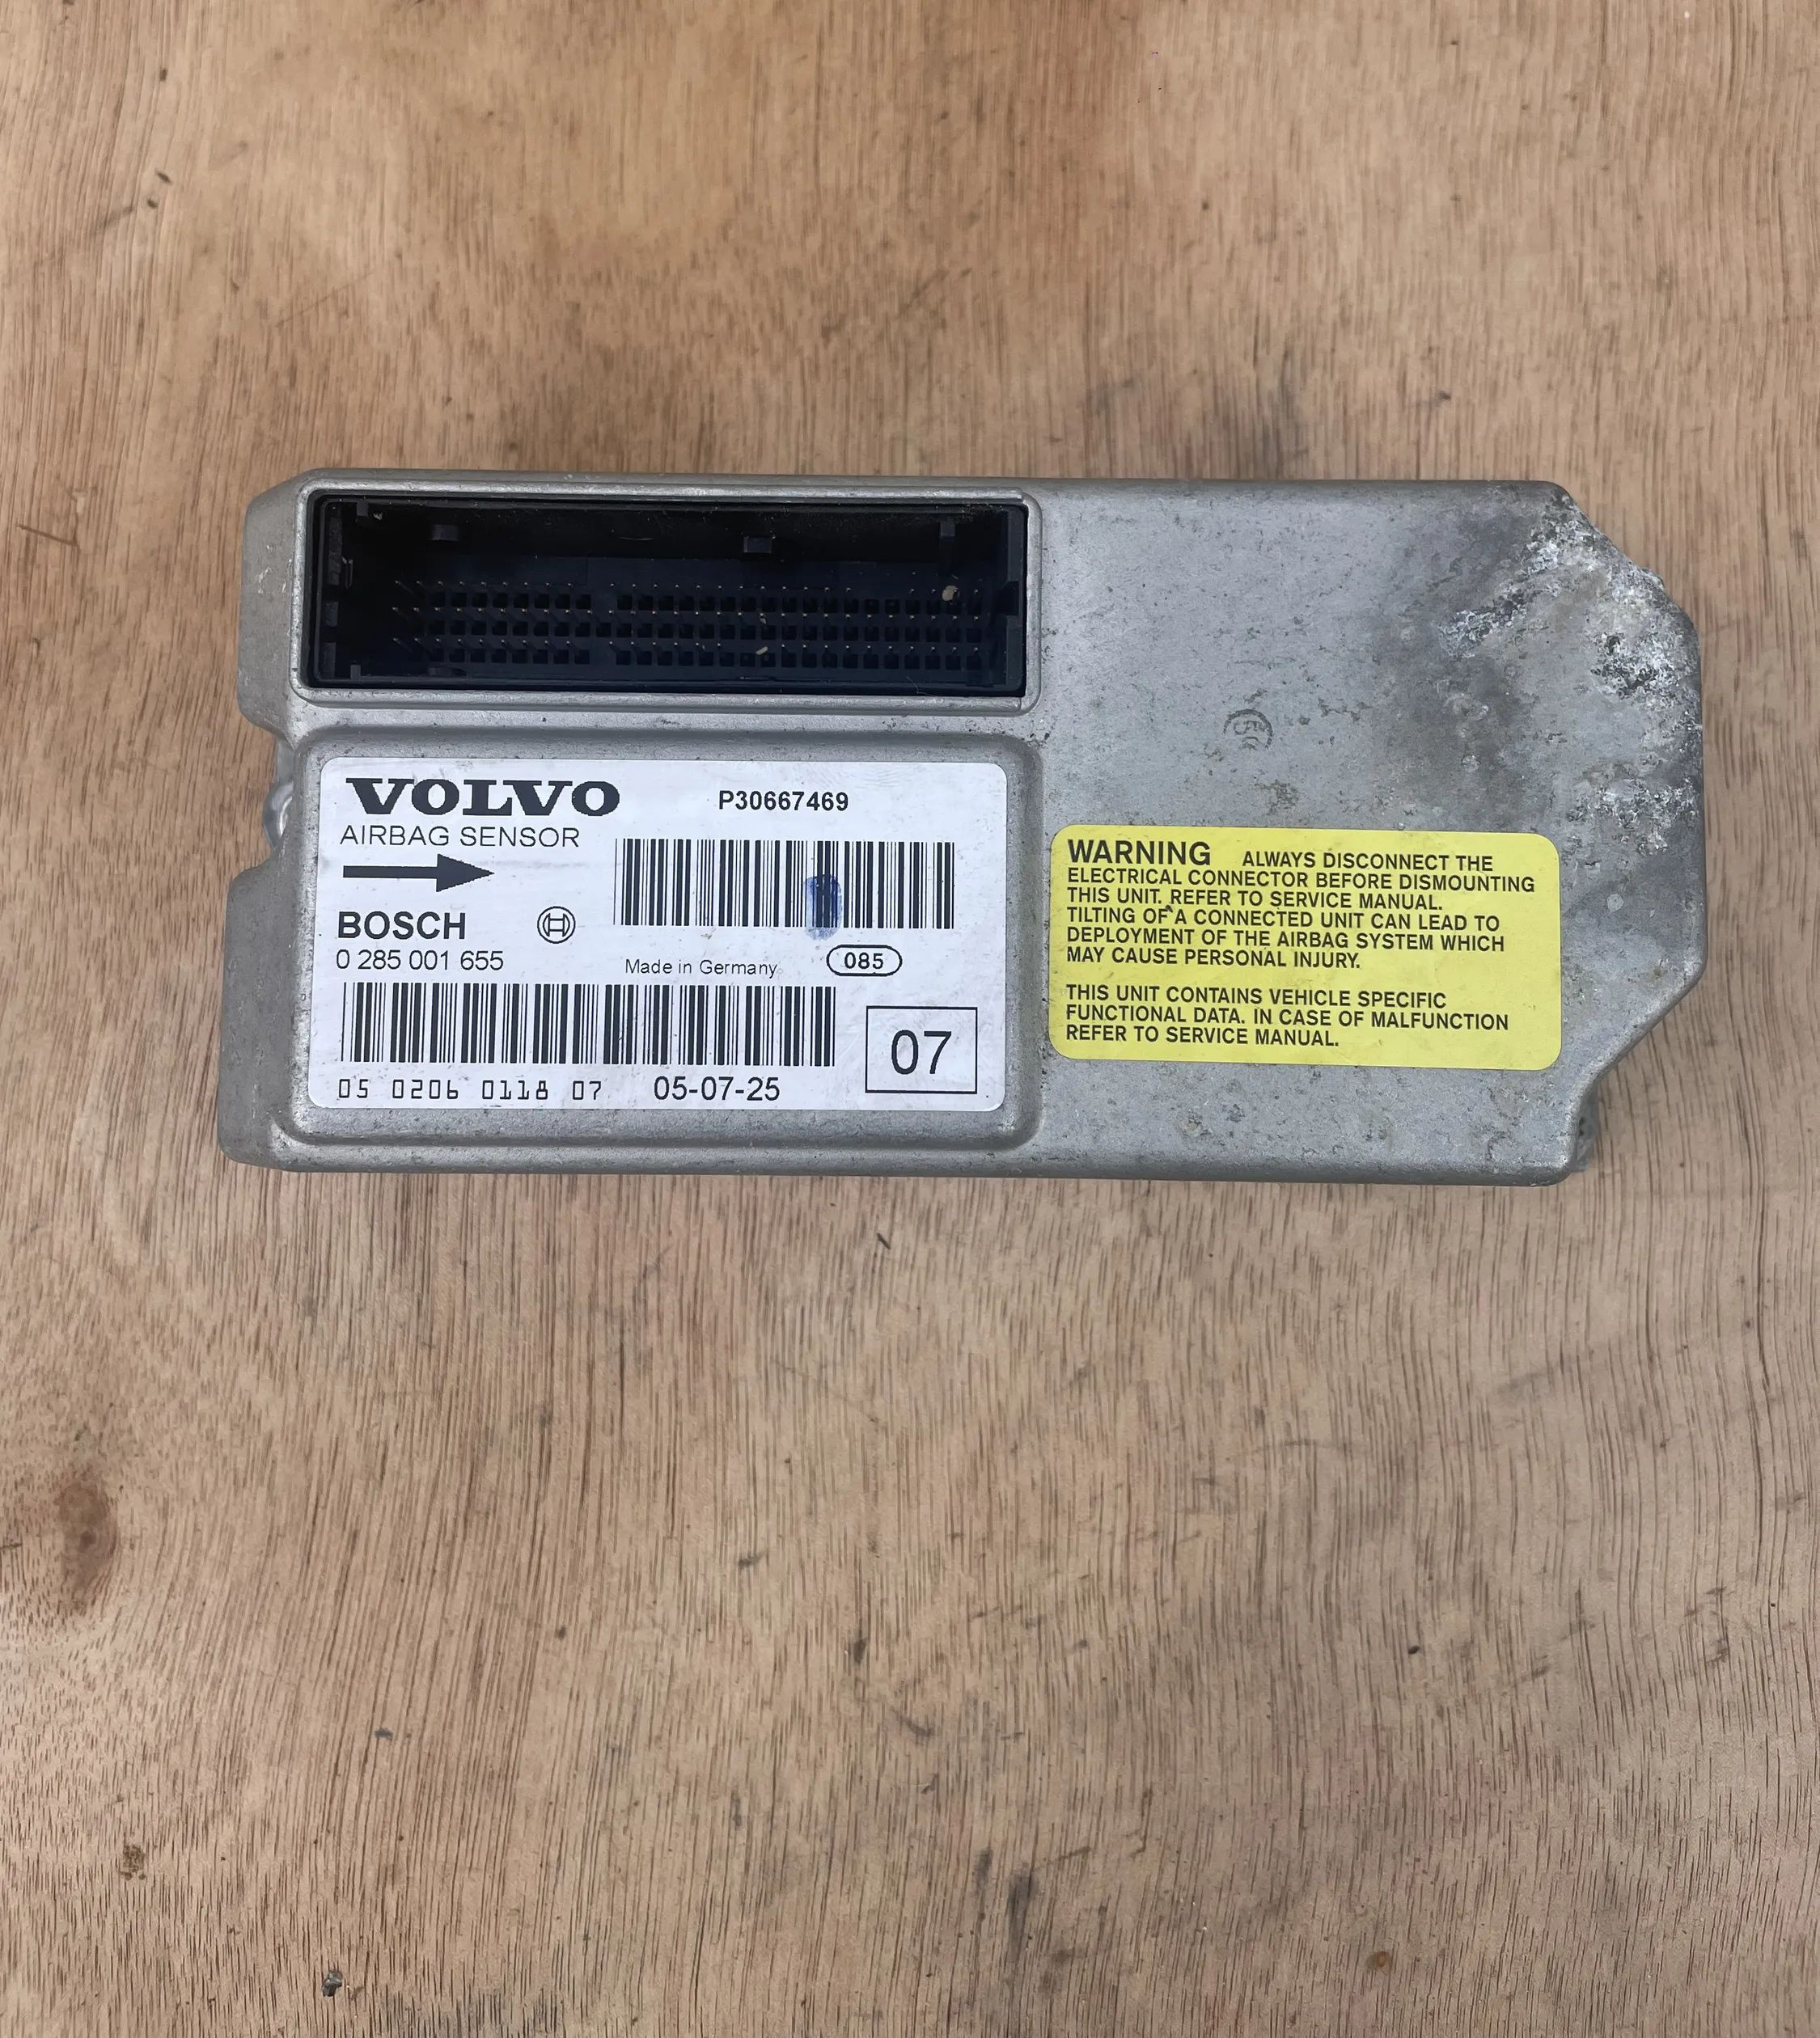 VOLVO
P30667469
AIRBAG SENSOR
BOSCH
0 285 001 655
Made in Germany
085
05 0206 0118 07
05-07-25
07
WARNING ALWAYS DISCONNECT THE
ELECTRICAL CONNECTOR BEFORE DISMOUNTING
THIS UNIT. REFER TO SERVICE MANUAL.
TILTING OF A CONNECTED UNIT CAN LEAD TO
DEPLOYMENT OF THE AIRBAG SYSTEM WHICH
MAY CAUSE PERSONAL INJURY.
THIS UNIT CONTAINS VEHICLE SPECIFIC
FUNCTIONAL DATA. IN CASE OF MALFUNCTION
REFER TO SERVICE MANUAL.